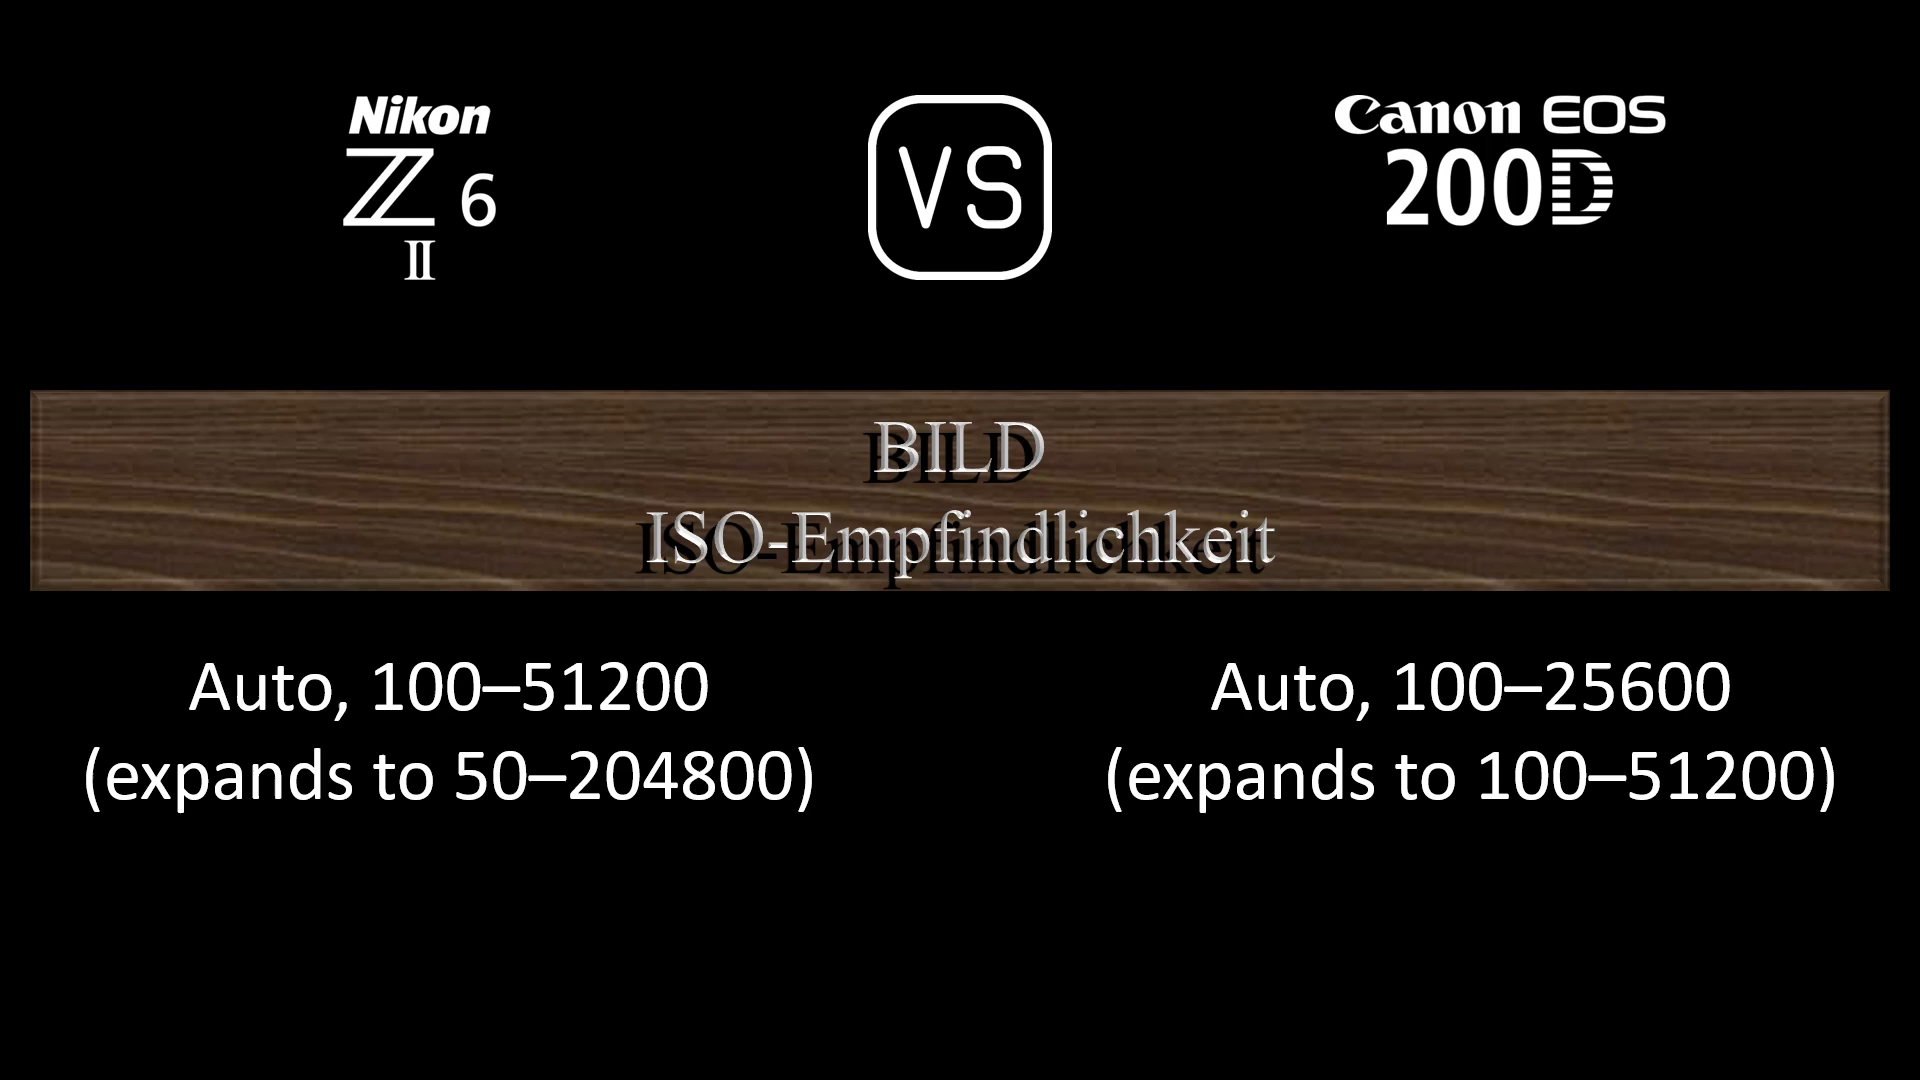 Nikon
Z 6
II
VS
Canon EOS
200D
BILD
ISO-Empfindlichkeit
Auto, 100–51200
(expands to 50–204800)
Auto, 100–25600
(expands to 100–51200)